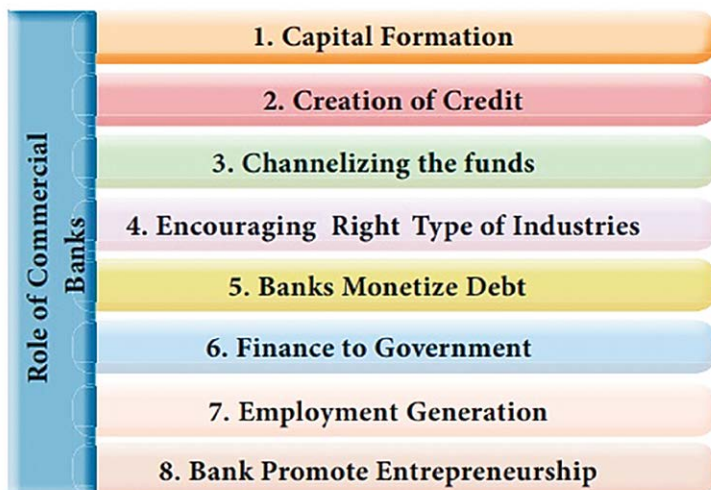 Role of Commercial
Banks
1. Capital Formation
2. Creation of Credit
3. Channelizing the funds
4. Encouraging Right Type of Industries
5. Banks Monetize Debt
6. Finance to Government
7. Employment Generation
8. Bank Promote Entrepreneurship